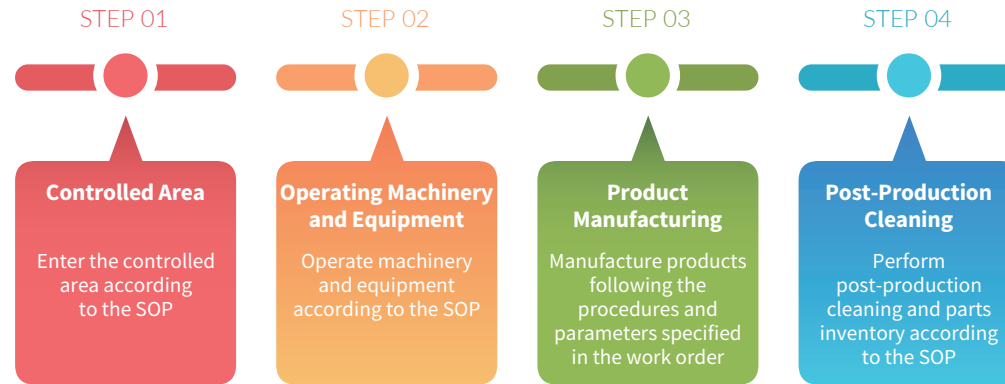 STEP 01
Controlled Area
Enter the controlled
area according
to the SOP
STEP 02
Operating Machinery
and Equipment
Operate machinery
and equipment
according to the SOP
STEP 03
Product
Manufacturing
Manufacture products
following the
procedures and
parameters specified
in the work order
STEP 04
Post-Production
Cleaning
Perform
post-production
cleaning and parts
inventory according
to the SOP